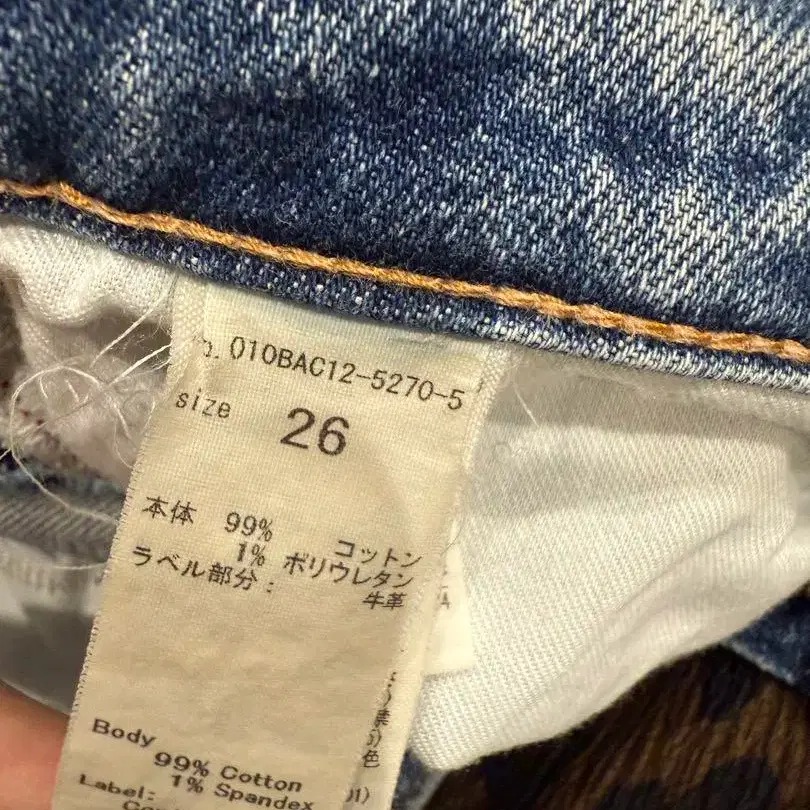 o. 010BAC12-5270-5
size 26
本体 99% コットン
1% ポリウレタン
ラベル部分:
牛革
Body
99% Cotton
1% Spandex
Label: